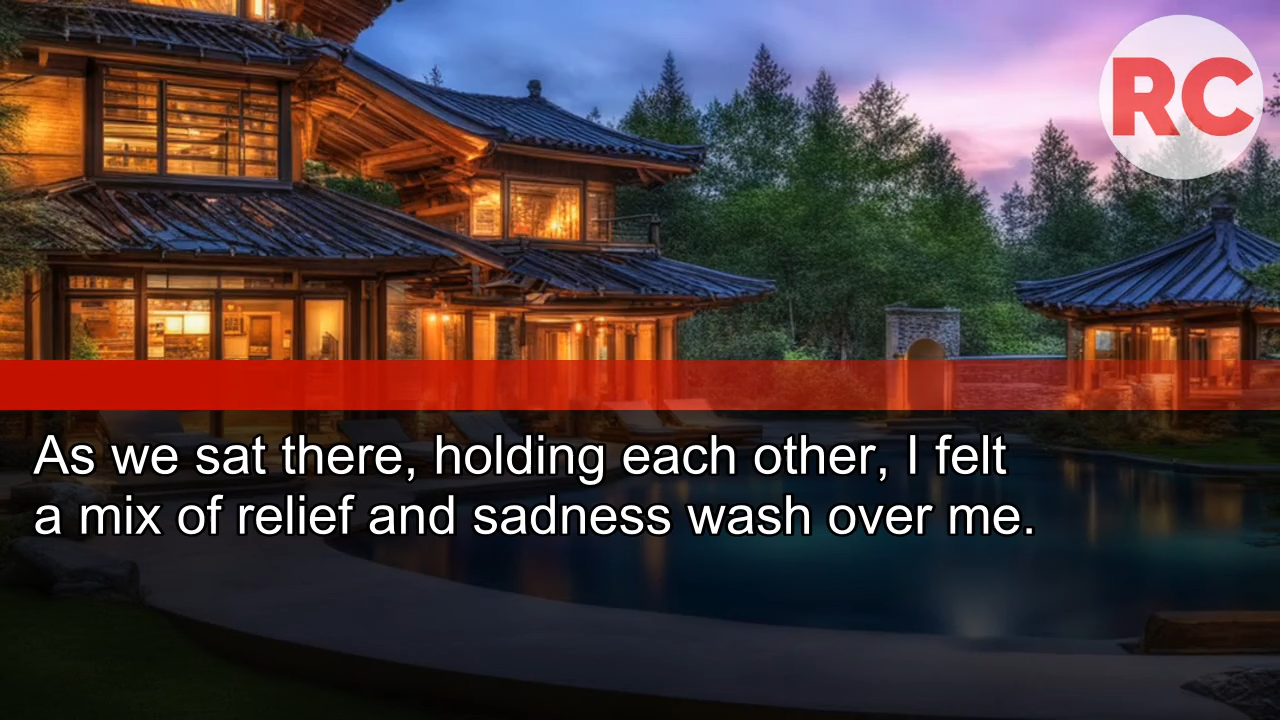 RC
As we sat there, holding each other, I felt
a mix of relief and sadness wash over me.